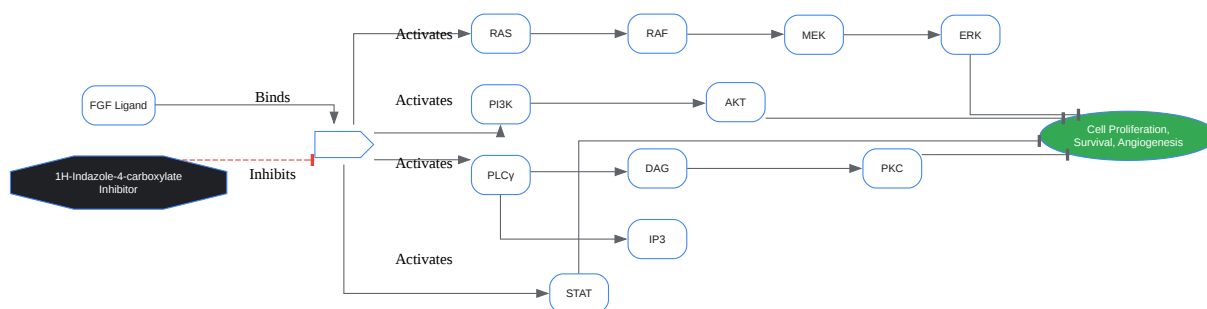 Activates
RAS
RAF
MEK
ERK
FGF Ligand
Binds
Activates
PI3K
AKT
Cell Proliferation,
Survival, Angiogenesis
1H-Indazole-4-carboxylate
Inhibitor
Inhibits
Activates
PLCγ
DAG
PKC
IP3
Activates
STAT